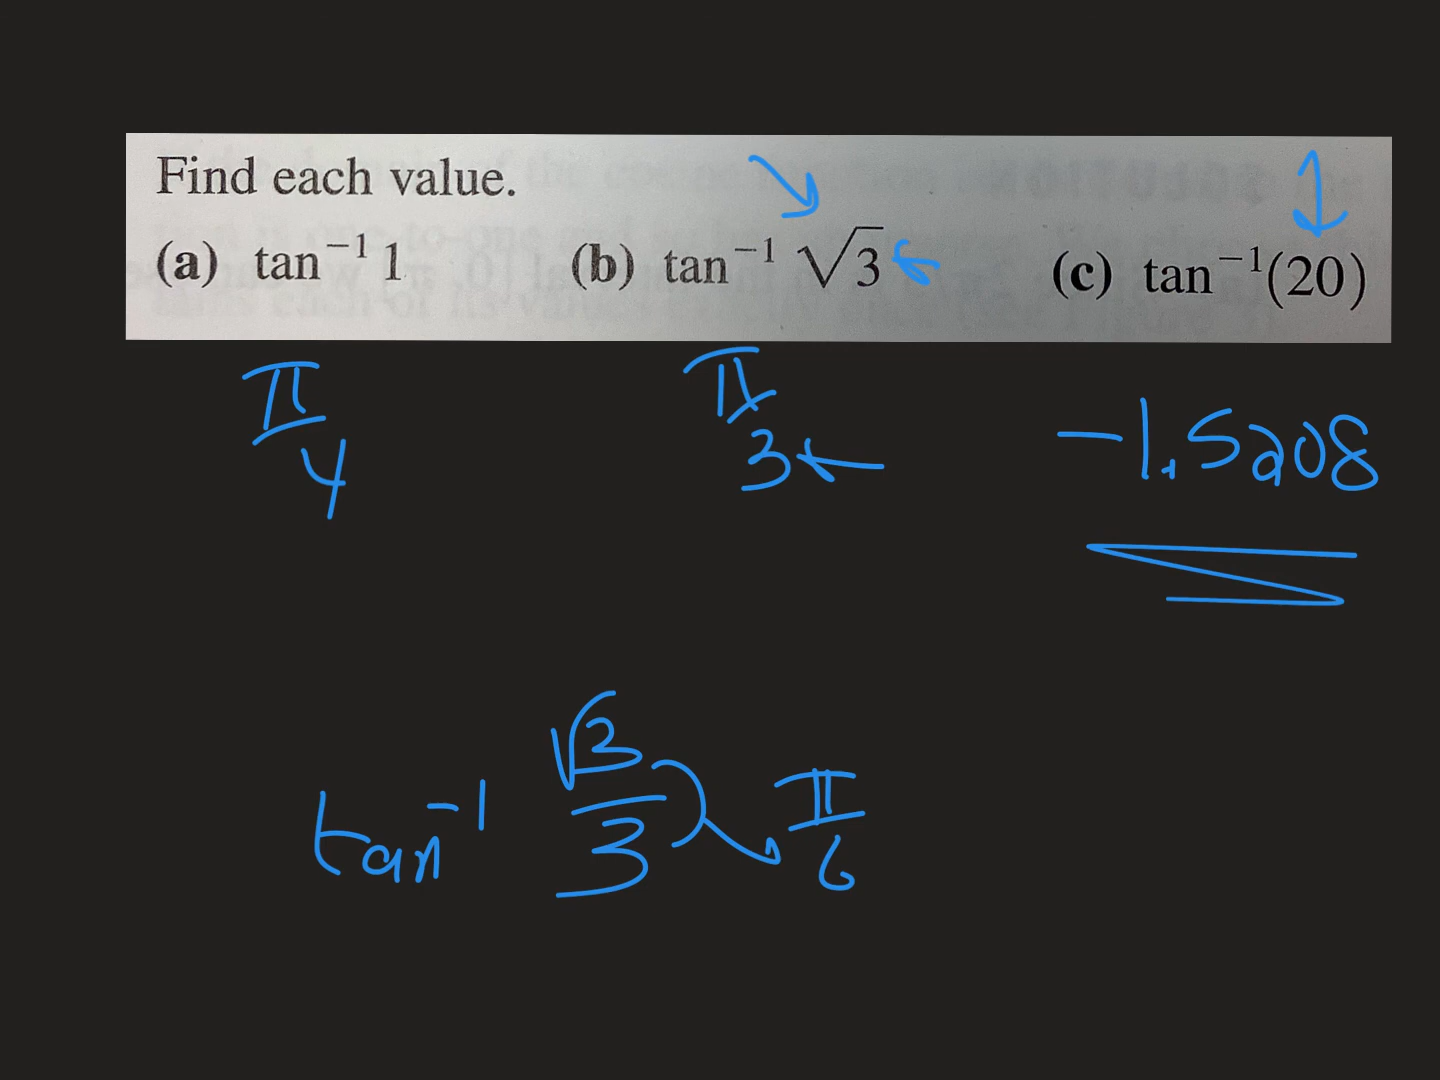 Find each value.
(a) tan⁻¹ 1 (b) tan⁻¹ √3 (c) tan⁻¹(20)
π/4 π/3 -1.5208
tan⁻¹ √3/3 π/6